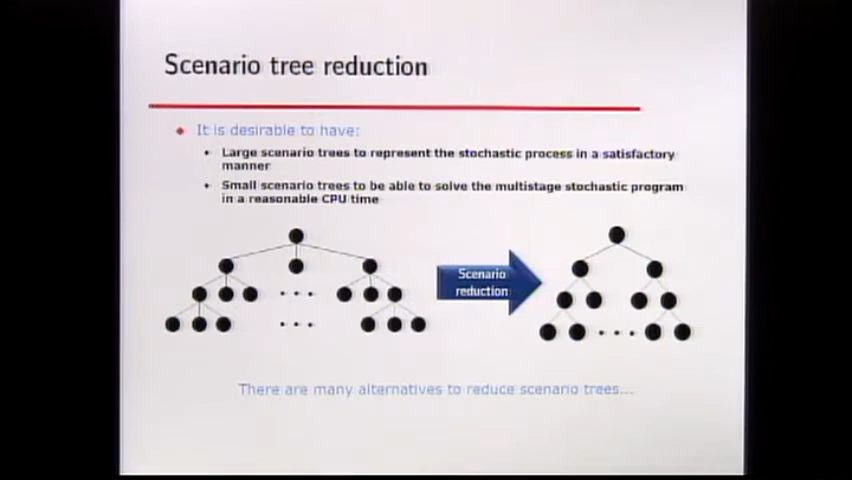 Scenario tree reduction
It is desirable to have:
Large scenario trees to represent the stochastic process in a satisfactory
manner
Small scenario trees to be able to solve the multistage stochastic program
in a reasonable CPU time
Scenario
reduction
There are many alternatives to reduce scenario trees...